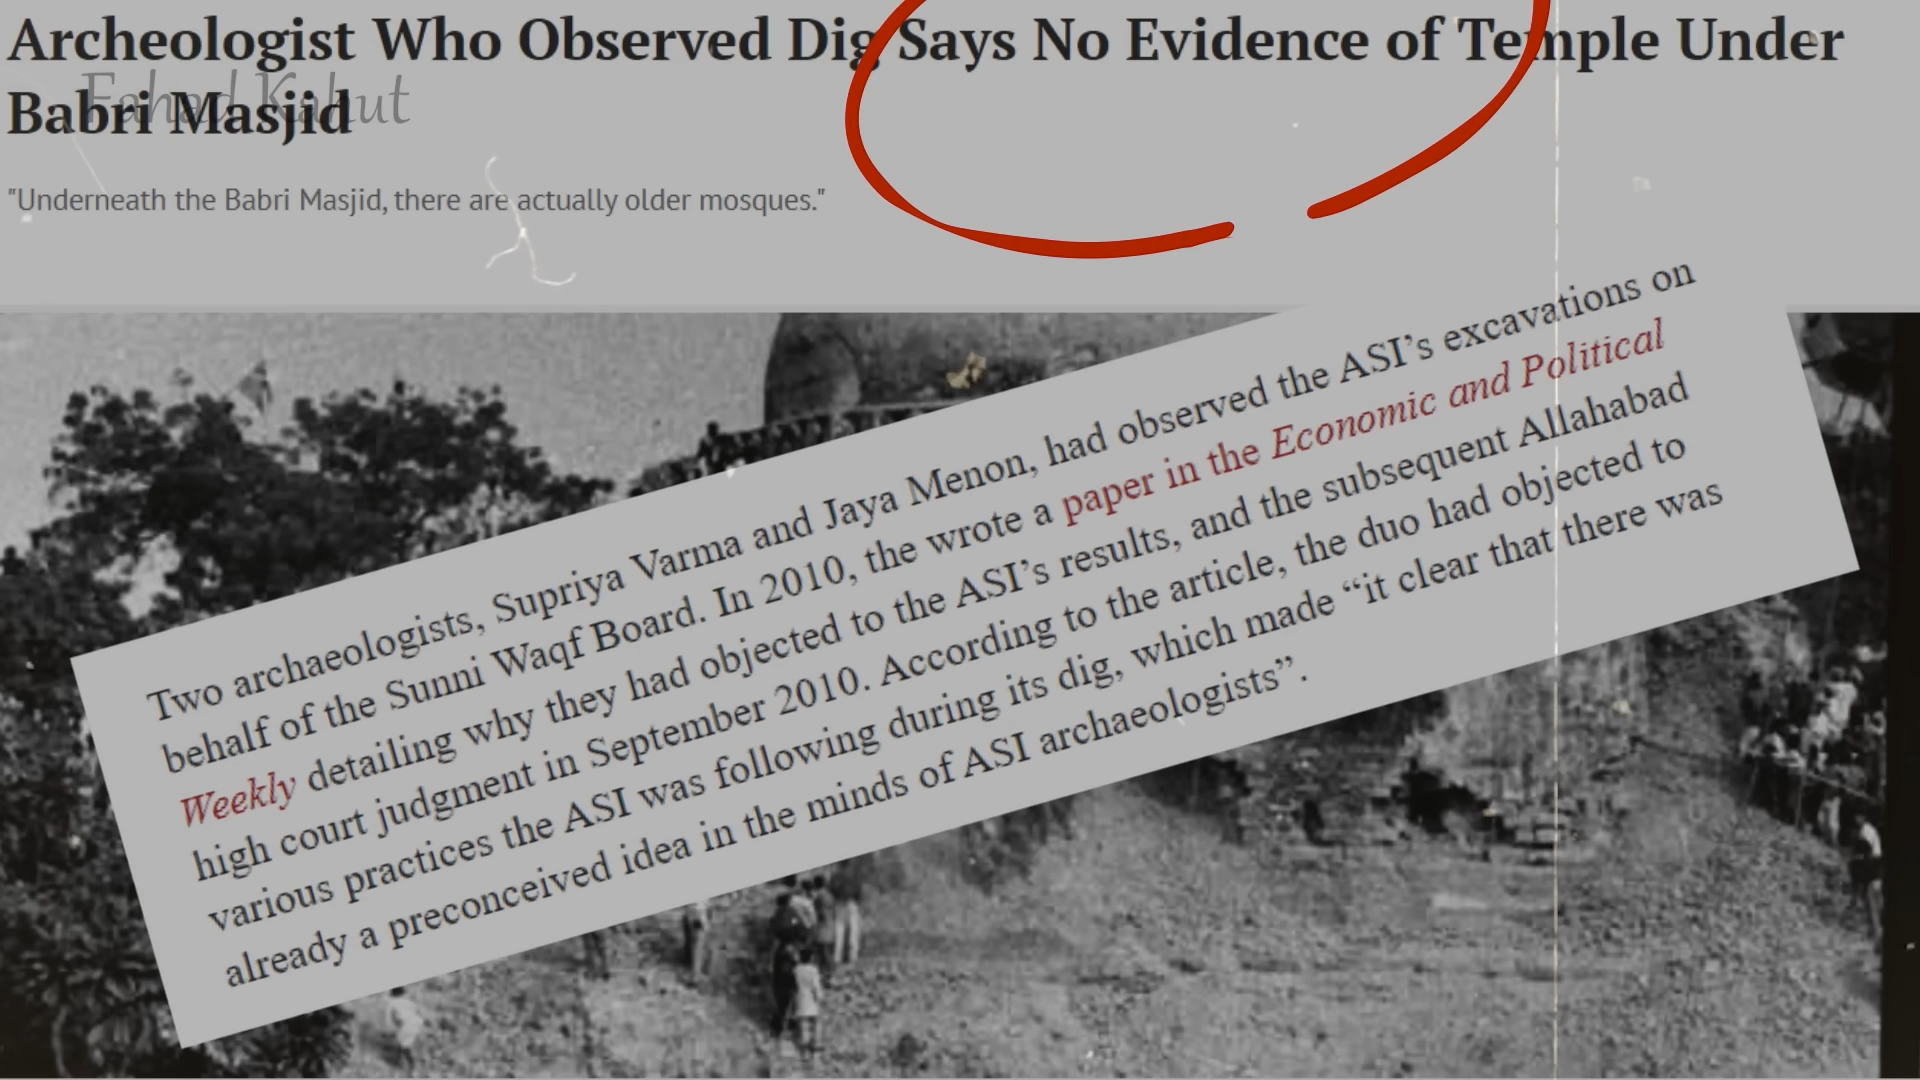 Archeologist Who Observed Dig Says No Evidence of Temple Under
Babri Masjid
Fahad Kahut
"Underneath the Babri Masjid, there are actually older mosques."
Two archaeologists, Supriya Varma and Jaya Menon, had observed the ASI’s excavations on
behalf of the Sunni Waqf Board. In 2010, the wrote a paper in the Economic and Political
Weekly detailing why they had objected to the ASI’s results, and the subsequent Allahabad
high court judgment in September 2010. According to the article, the duo had objected to
various practices the ASI was following during its dig, which made “it clear that there was
already a preconceived idea in the minds of ASI archaeologists”.